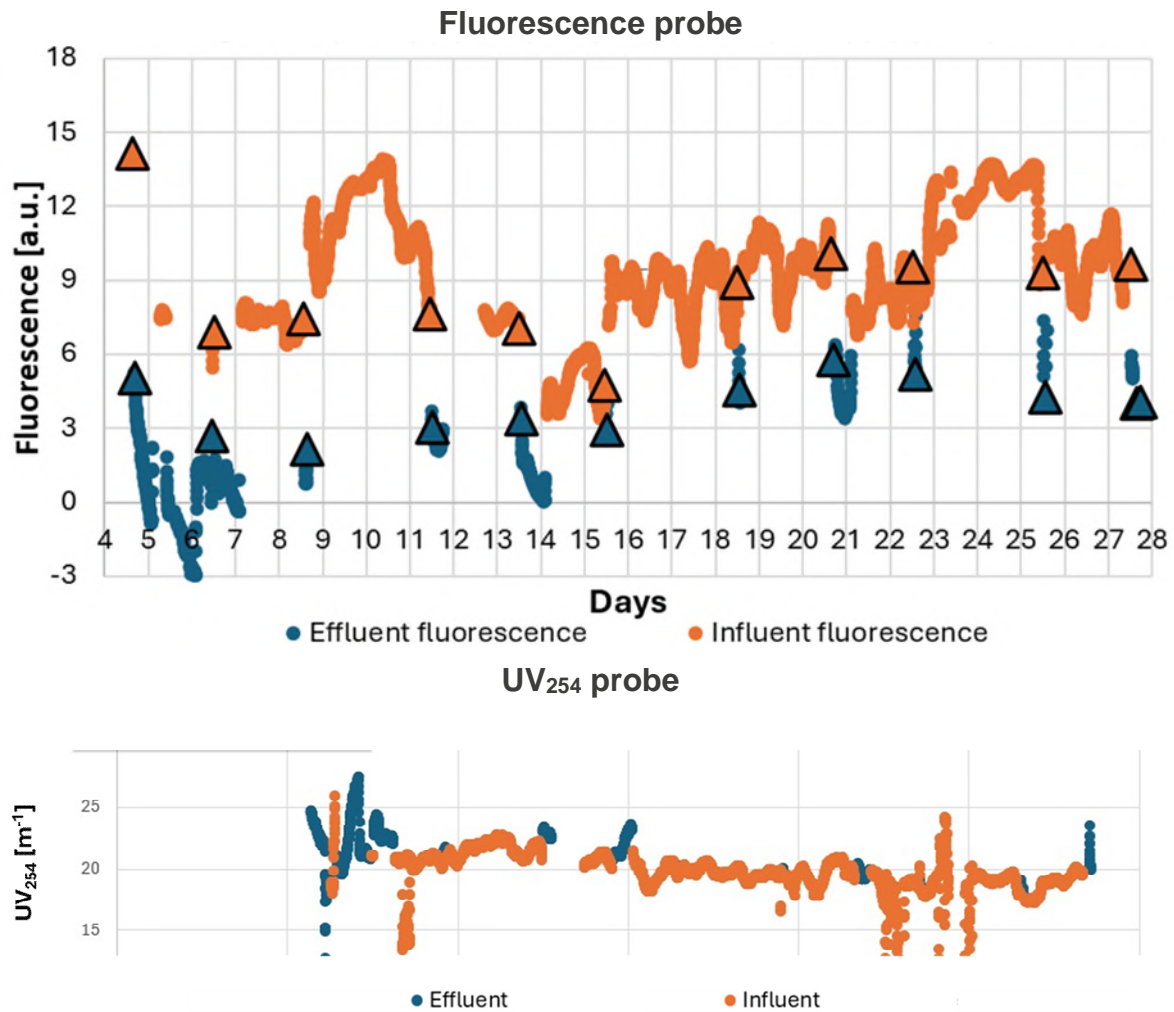 Fluorescence probe
18
15
12
9
6
3
0
-3
Fluorescence [a.u.]
4 5 6 7 8 9 10 11 12 13 14 15 16 17 18 19 20 21 22 23 24 25 26 27 28
Days
Effluent fluorescence Influent fluorescence
UV254 probe
25
20
15
UV254 [m-1]
Effluent Influent